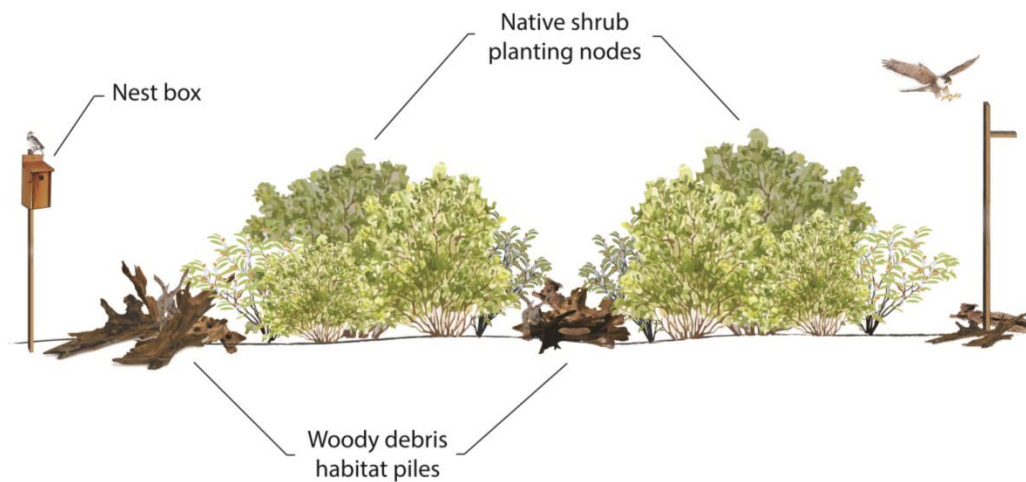 Native shrub
planting nodes
Nest box
Woody debris
habitat piles